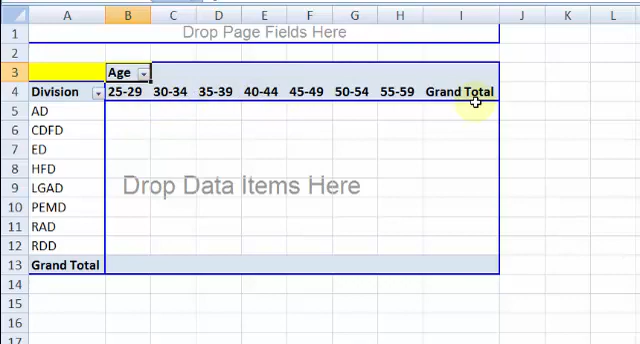 A B C D E F G H I J K L
1 Drop Page Fields Here
2
3 Age
4 Division 25-29 30-34 35-39 40-44 45-49 50-54 55-59 Grand Total
5 AD
6 CDFD
7 ED
8 HFD
Drop Data Items Here
9 LGAD
10 PEMD
11 RAD
12 RDD
13 Grand Total
14
15
16
17